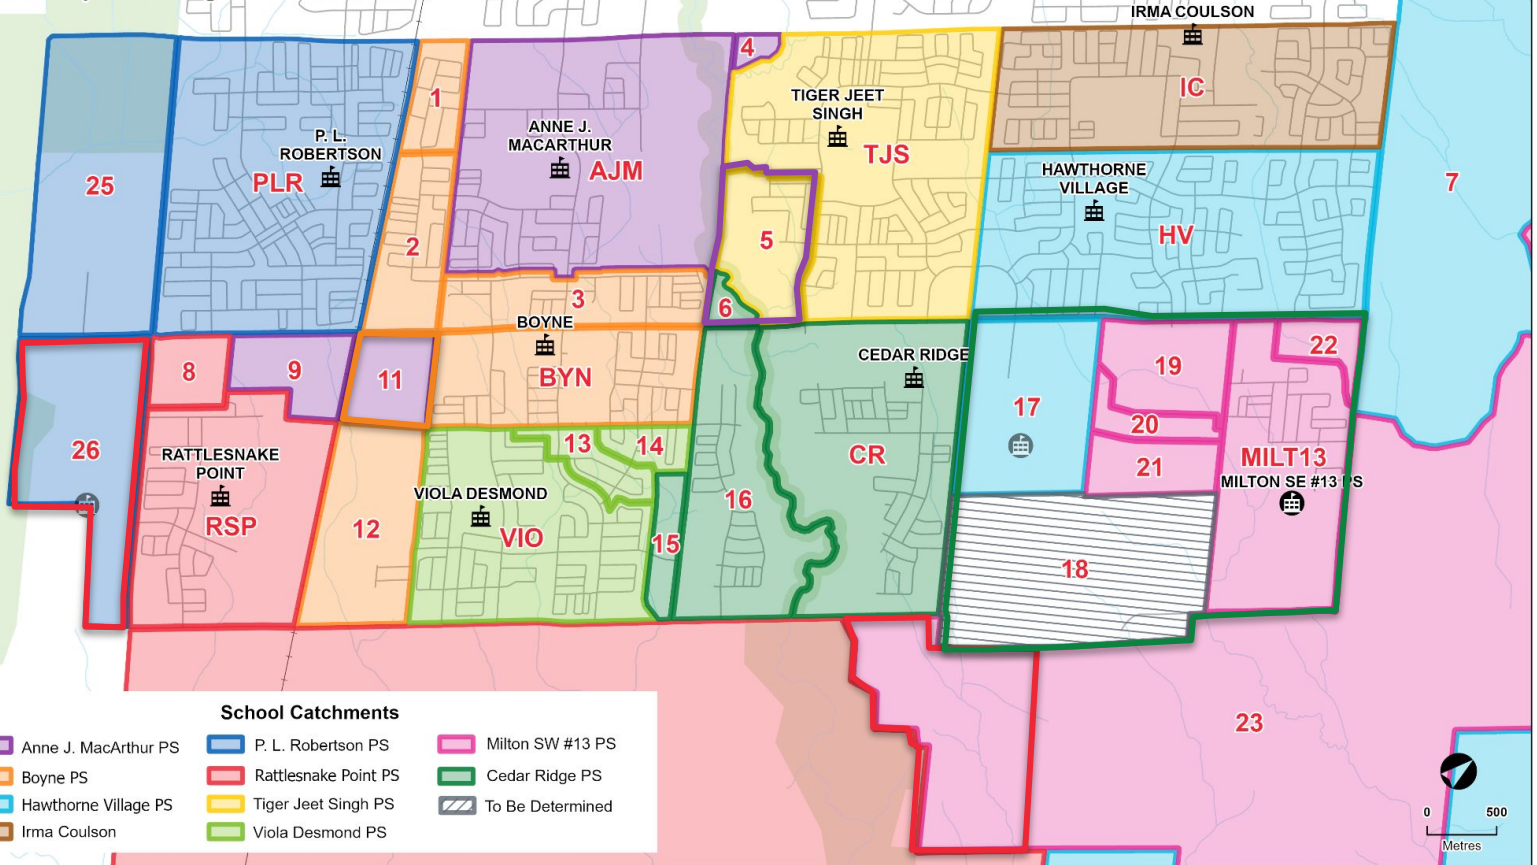 IRMA COULSON
4
1
ANNE J.
MACARTHUR
AJM
TIGER JEET
SINGH
TJS
IC
P. L.
ROBERTSON
PLR
25
HAWTHORNE
VILLAGE
HV
7
2
5
3
6
BOYNE
BYN
8
9
11
CEDAR RIDGE
CR
19
22
17
20
21
MILT13
MILTON SE #13 PS
26
RATTLESNAKE
POINT
RSP
13
14
VIOLA DESMOND
VIO
12
15
16
18
23
School Catchments
Anne J. MacArthur PS
Boyne PS
Hawthorne Village PS
Irma Coulson
P. L. Robertson PS
Rattlesnake Point PS
Tiger Jeet Singh PS
Viola Desmond PS
Milton SW #13 PS
Cedar Ridge PS
To Be Determined
0 500
Metres